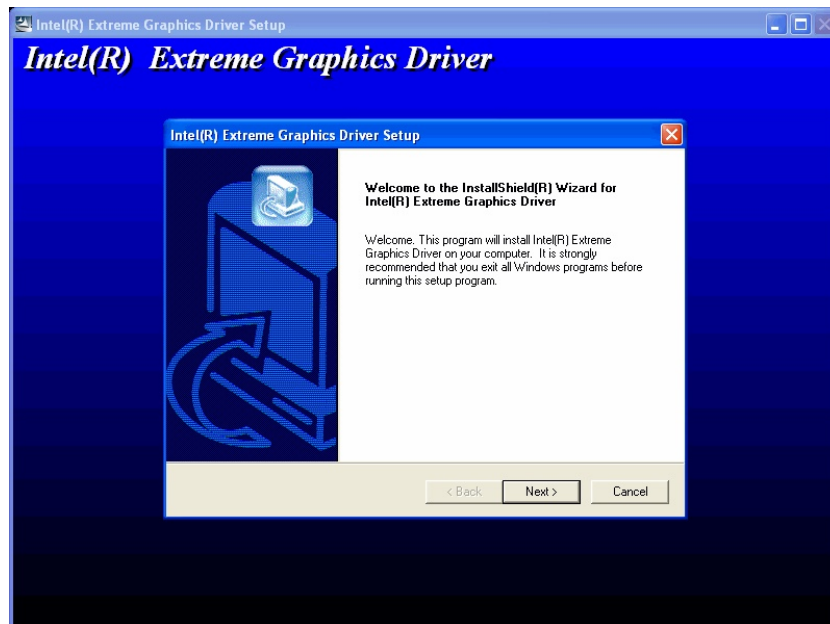 Intel(R) Extreme Graphics Driver Setup
Intel(R) Extreme Graphics Driver
Intel(R) Extreme Graphics Driver Setup
Welcome to the InstallShield(R) Wizard for
Intel(R) Extreme Graphics Driver
Welcome. This program will install Intel(R) Extreme
Graphics Driver on your computer. It is strongly
recommended that you exit all Windows programs before
running this setup program.
< Back Next > Cancel